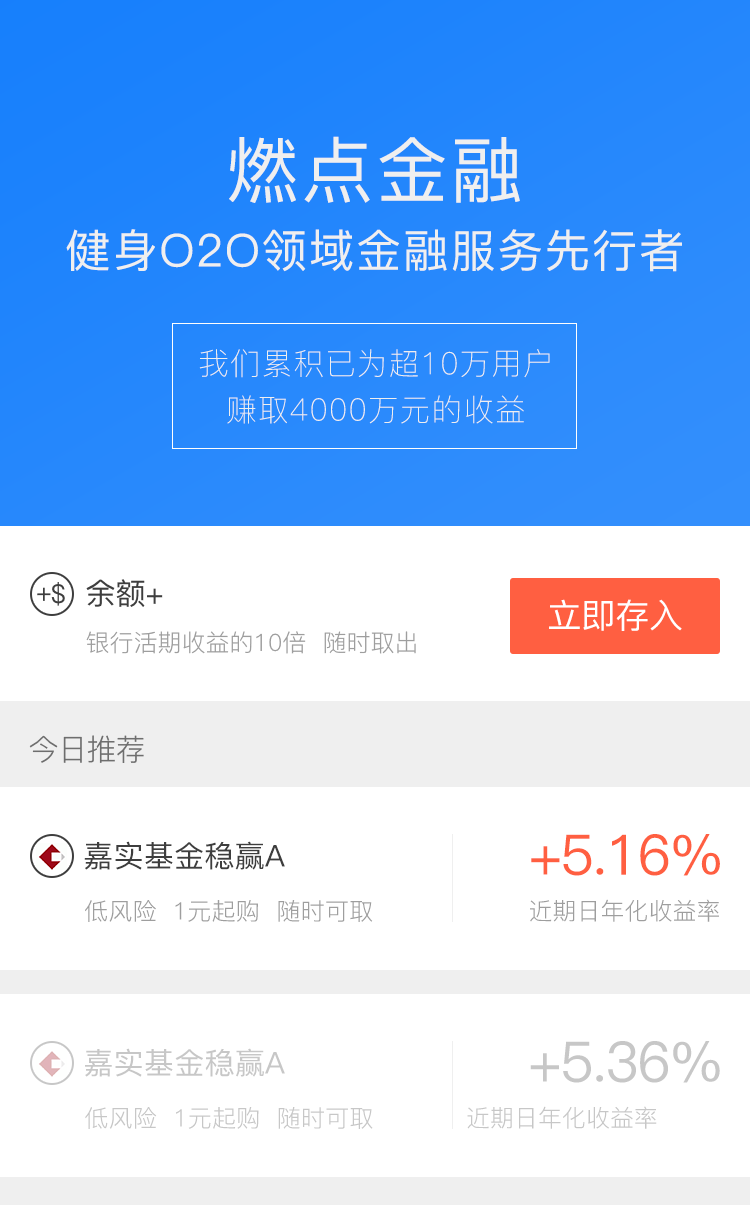 燃点金融
健身O2O领域金融服务先行者
我们累积已为超10万用户
赚取4000万元的收益
+$ 余额+
银行活期收益的10倍 随时取出
立即存入
今日推荐
嘉实基金稳赢A
低风险 1元起购 随时可取
+5.16%
近期日年化收益率
嘉实基金稳赢A
低风险 1元起购 随时可取
+5.36%
近期日年化收益率